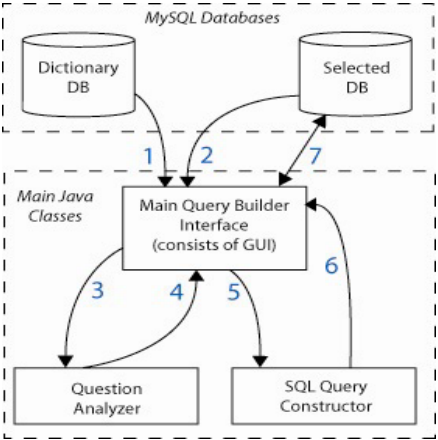 MySQL Databases
Dictionary
DB
Selected
DB
1
2
7
Main Java
Classes
Main Query Builder
Interface
(consists of GUI)
3
4
5
6
Question
Analyzer
SQL Query
Constructor